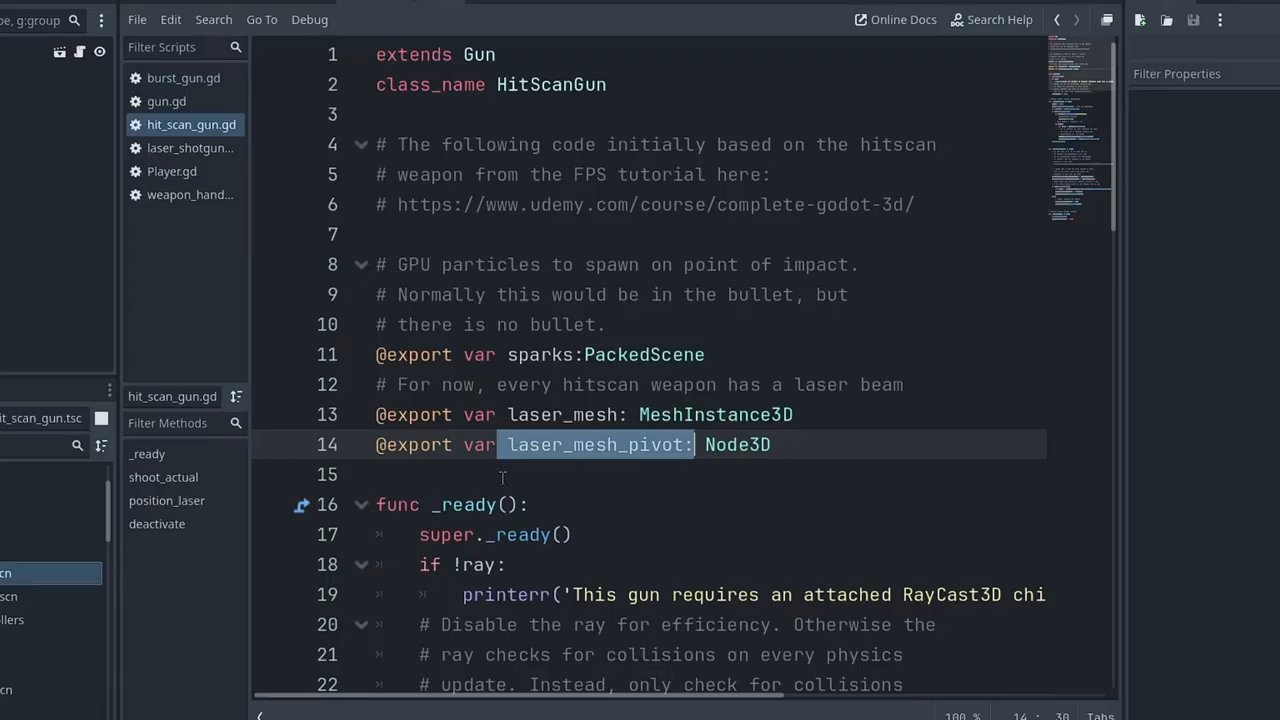 pe, g:group
File Edit Search Go To Debug
Online Docs Search Help
Filter Scripts
burst_gun.gd
gun.gd
hit_scan_gun.gd
laser_shotgun...
Player.gd
weapon_hand...
hit_scan_gun.gd
Filter Methods
_ready
shoot_actual
position_laser
deactivate
it_scan_gun.tsc
cn
scn
ollers
cn
1 extends Gun
2 class_name HitScanGun
3
4 # The following code initially based on the hitscan
5 # weapon from the FPS tutorial here:
6 # https://www.udemy.com/course/complete-godot-3d/
7
8 # GPU particles to spawn on point of impact.
9 # Normally this would be in the bullet, but
10 # there is no bullet.
11 @export var sparks:PackedScene
12 # For now, every hitscan weapon has a laser beam
13 @export var laser_mesh: MeshInstance3D
14 @export var laser_mesh_pivot: Node3D
15
16 func _ready():
17 super._ready()
18 if !ray:
19 printerr('This gun requires an attached RayCast3D chi
20 # Disable the ray for efficiency. Otherwise the
21 # ray checks for collisions on every physics
22 # update. Instead, only check for collisions
100 % 14 : 30 Tabs
Filter Properties